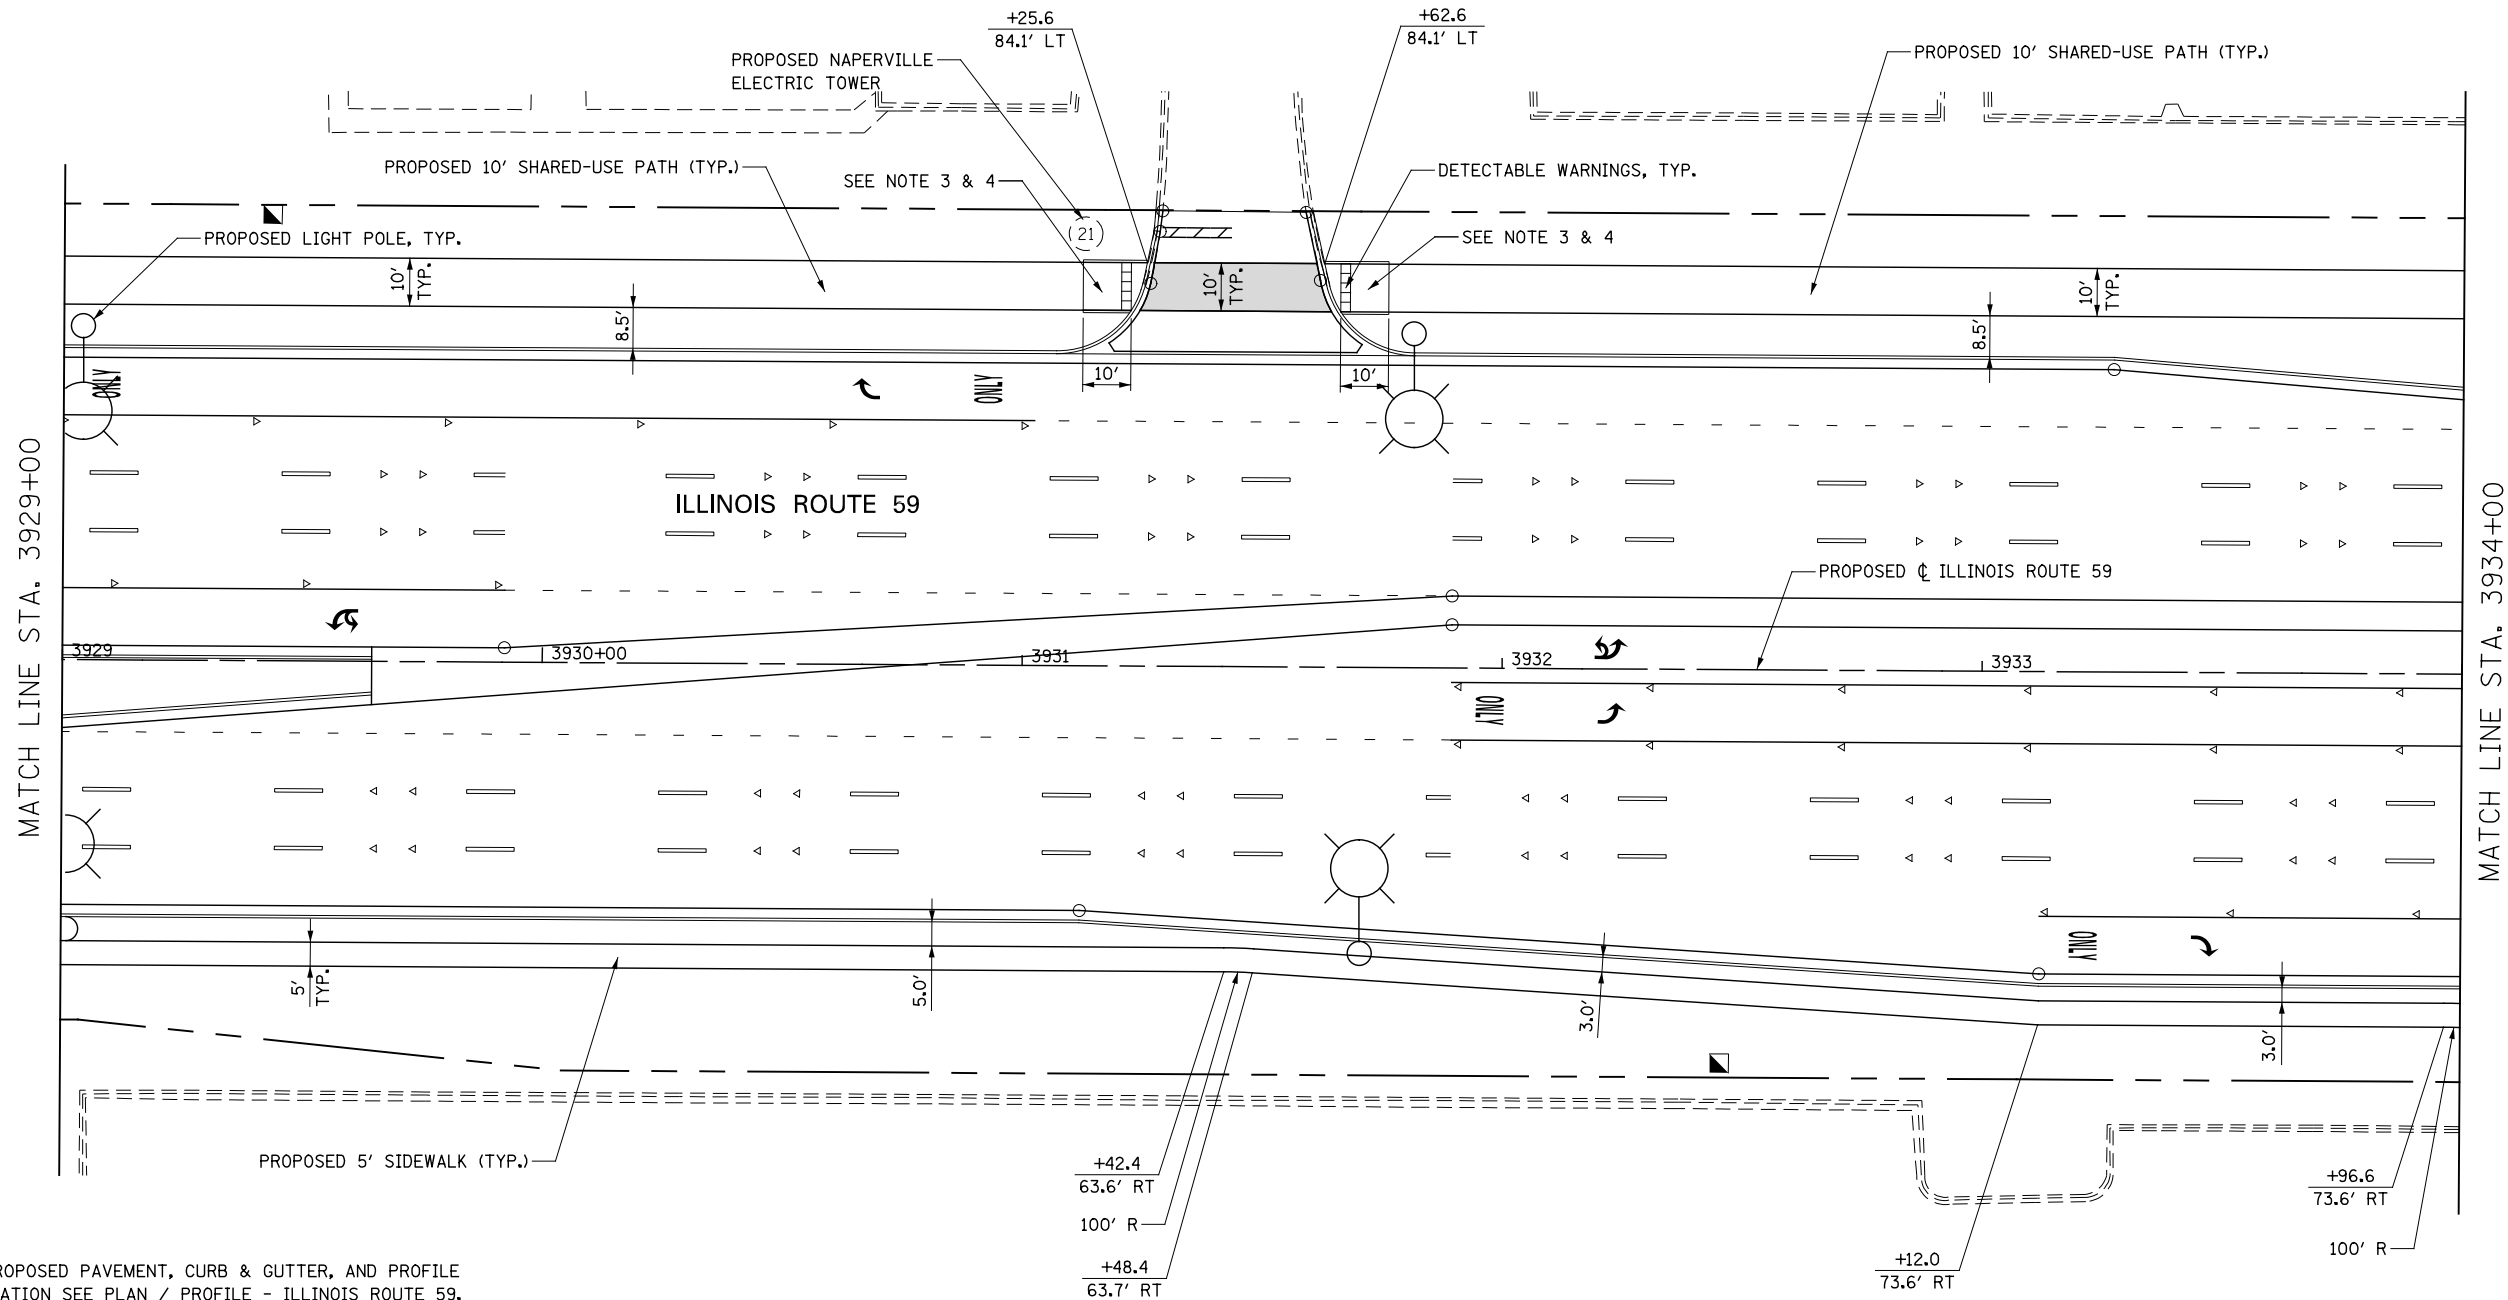 +25.6
84.1' LT
+62.6
84.1' LT
PROPOSED NAPERVILLE
ELECTRIC TOWER
PROPOSED 10' SHARED-USE PATH (TYP.)
PROPOSED 10' SHARED-USE PATH (TYP.)
SEE NOTE 3 & 4
DETECTABLE WARNINGS, TYP.
PROPOSED LIGHT POLE, TYP.
21
SEE NOTE 3 & 4
10'
TYP.
10'
TYP.
10'
TYP.
8.5'
8.5'
10'
10'
ONLY
ONLY
MATCH LINE STA. 3929+00
ILLINOIS ROUTE 59
MATCH LINE STA. 3934+00
PROPOSED ℄ ILLINOIS ROUTE 59
3929
3930+00
3931
3932
3933
ONLY
ONLY
5'
TYP.
5.0'
3.0'
3.0'
PROPOSED 5' SIDEWALK (TYP.)
+42.4
63.6' RT
100' R
+48.4
63.7' RT
+12.0
73.6' RT
+96.6
73.6' RT
100' R
ROPOSED PAVEMENT, CURB & GUTTER, AND PROFILE
ATION SEE PLAN / PROFILE - ILLINOIS ROUTE 59.